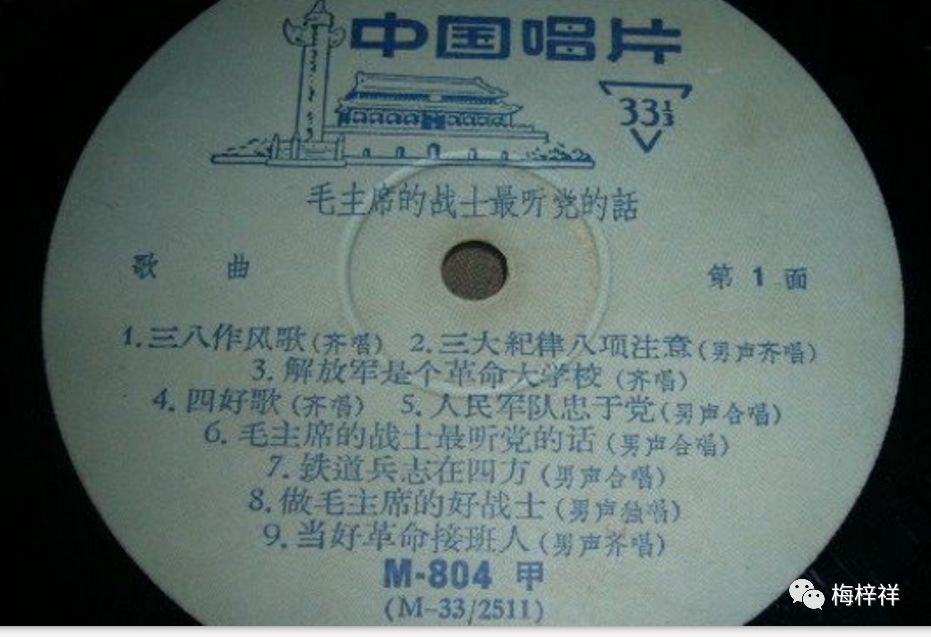 中国唱片
33⅓
毛主席的战士最听党的話
歌 曲
第 1 面
1. 三八作风歌(齐唱) 2. 三大紀律八项注意(男声齐唱)
3. 解放军是个革命大学校(齐唱)
4. 四好歌(齐唱) 5. 人民军队忠于党(男声合唱)
6. 毛主席的战士最听党的话(男声合唱)
7. 铁道兵志在四方(男声合唱)
8. 做毛主席的好战士(男声独唱)
9. 当好革命接班人(男声齐唱)
M-804 甲
(M-33/2511)
梅梓祥